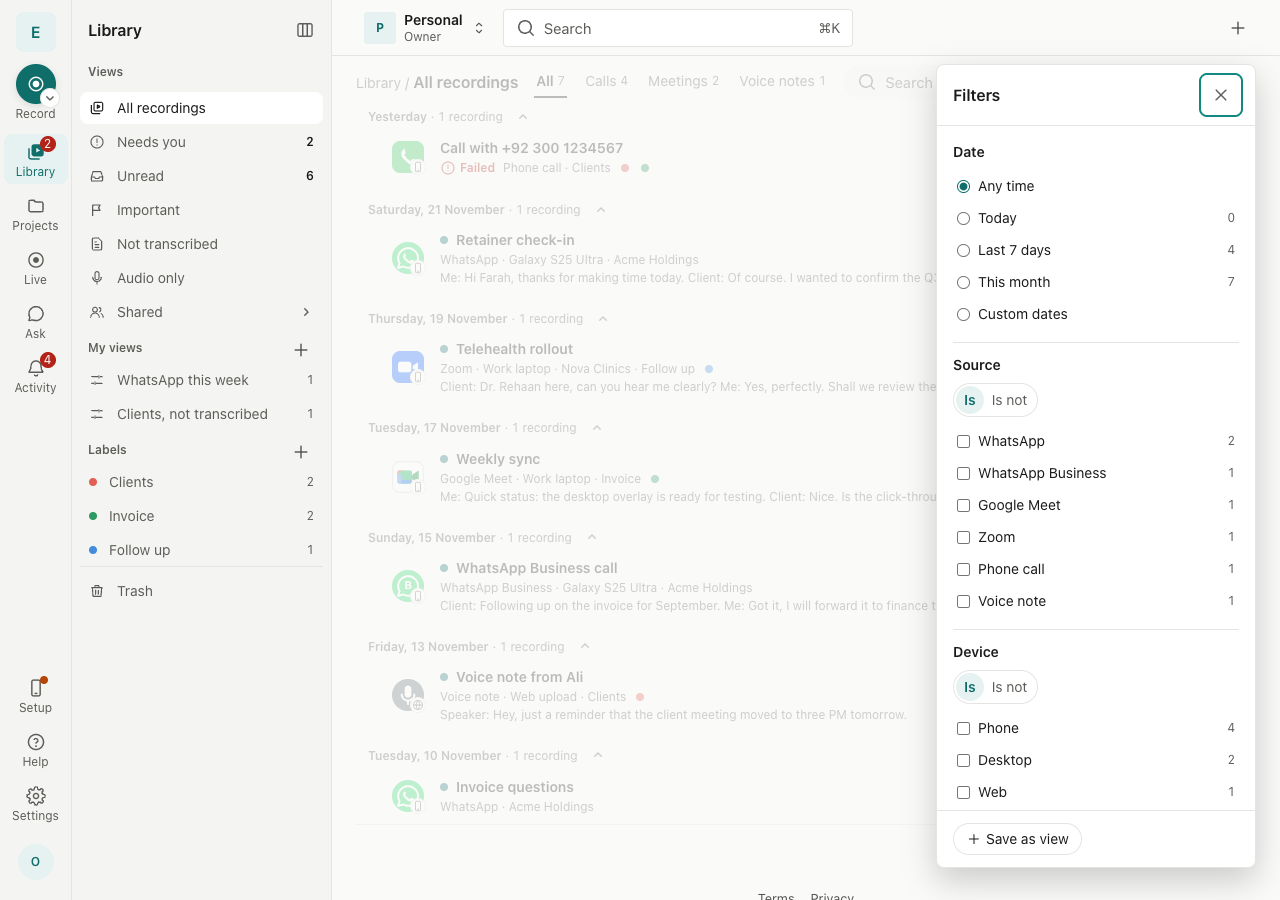 E
Record
2
Library
Projects
Live
Ask
4
Activity
Setup
Help
Settings
O
Library
Views
All recordings
Needs you 2
Unread 6
Important
Not transcribed
Audio only
Shared
My views
WhatsApp this week 1
Clients, not transcribed 1
Labels
Clients 2
Invoice 2
Follow up 1
Trash
P
Personal
Owner
Search ⌘K
Library / All recordings
All 7 Calls 4 Meetings 2 Voice notes 1
Search
Yesterday · 1 recording
Call with +92 300 1234567
Failed Phone call · Clients
Saturday, 21 November · 1 recording
Retainer check-in
WhatsApp · Galaxy S25 Ultra · Acme Holdings
Me: Hi Farah, thanks for making time today. Client: Of course. I wanted to confirm the Q3
Thursday, 19 November · 1 recording
Telehealth rollout
Zoom · Work laptop · Nova Clinics · Follow up
Client: Dr. Rehaan here, can you hear me clearly? Me: Yes, perfectly. Shall we review the
Tuesday, 17 November · 1 recording
Weekly sync
Google Meet · Work laptop · Invoice
Me: Quick status: the desktop overlay is ready for testing. Client: Nice. Is the click-throu
Sunday, 15 November · 1 recording
B
WhatsApp Business call
WhatsApp Business · Galaxy S25 Ultra · Acme Holdings
Client: Following up on the invoice for September. Me: Got it, I will forward it to finance t
Friday, 13 November · 1 recording
Voice note from Ali
Voice note · Web upload · Clients
Speaker: Hey, just a reminder that the client meeting moved to three PM tomorrow.
Tuesday, 10 November · 1 recording
Invoice questions
WhatsApp · Acme Holdings
Terms Privacy
Filters
Date
Any time
Today 0
Last 7 days 4
This month 7
Custom dates
Source
Is Is not
WhatsApp 2
WhatsApp Business 1
Google Meet 1
Zoom 1
Phone call 1
Voice note 1
Device
Is Is not
Phone 4
Desktop 2
Web 1
Save as view